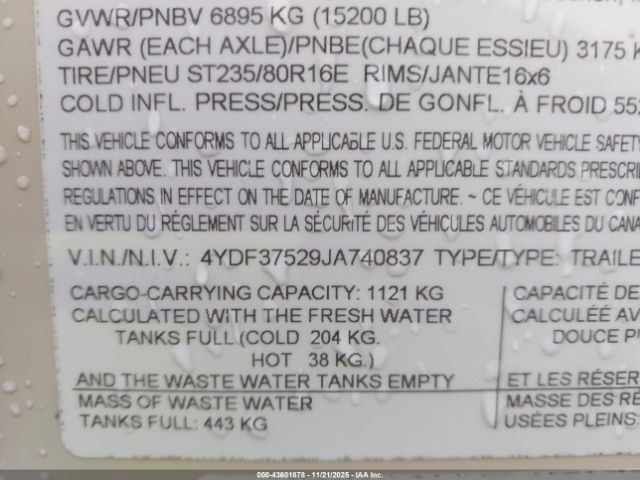 GVWR/PNBV 6895 KG (15200 LB)
GAWR (EACH AXLE)/PNBE(CHAQUE ESSIEU) 3175
TIRE/PNEU ST235/80R16E RIMS/JANTE16x6
COLD INFL. PRESS/PRESS. DE GONFL. À FROID 55
THIS VEHICLE CONFORMS TO ALL APPLICABLE U.S. FEDERAL MOTOR VEHICLE SAFETY
SHOWN ABOVE. THIS VEHICLE CONFORMS TO ALL APPLICABLE STANDARDS PRESCRI
REGULATIONS IN EFFECT ON THE DATE OF MANUFACTURE. ~ CE VÉHICULE EST CONF
EN VERTU DU RÉGLEMENT SUR LA SÉCURITÉ DES VÉHICULES AUTOMOBILES DU CANA
V.I.N./N.I.V.: 4YDF37529JA740837 TYPE/TYPE: TRAILE
CARGO-CARRYING CAPACITY: 1121 KG
CALCULATED WITH THE FRESH WATER
TANKS FULL (COLD 204 KG.
HOT 38 KG.)
AND THE WASTE WATER TANKS EMPTY
MASS OF WASTE WATER
TANKS FULL: 443 KG
CAPACITÉ DE
CALCULÉE AV
DOUCE P
ET LES RÉSER
MASSE DES RÉ
USÉES PLEINS:
000-43601878 - 11/21/2025 - IAA, Inc.